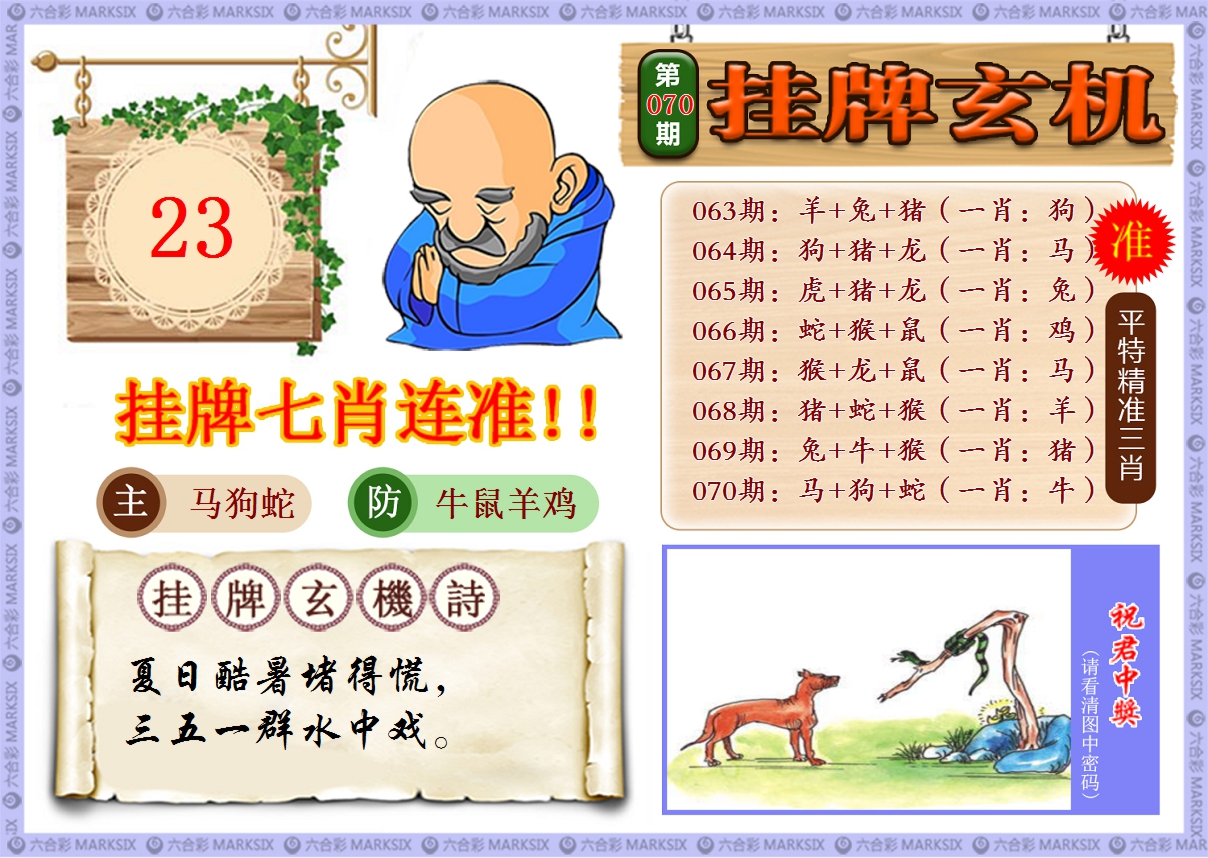 六合彩 MARKSIX
23
挂牌七肖连准!!
主 马狗蛇
防 牛鼠羊鸡
挂牌玄機詩
夏日酷暑堵得慌，
三五一群水中戏。
第070期
挂牌玄机
063期：羊+兔+猪（一肖：狗）
064期：狗+猪+龙（一肖：马）
065期：虎+猪+龙（一肖：兔）
066期：蛇+猴+鼠（一肖：鸡）
067期：猴+龙+鼠（一肖：马）
068期：猪+蛇+猴（一肖：羊）
069期：兔+牛+猴（一肖：猪）
070期：马+狗+蛇（一肖：牛）
准
平特精准三肖
祝君中奖
（请看清图中密码）